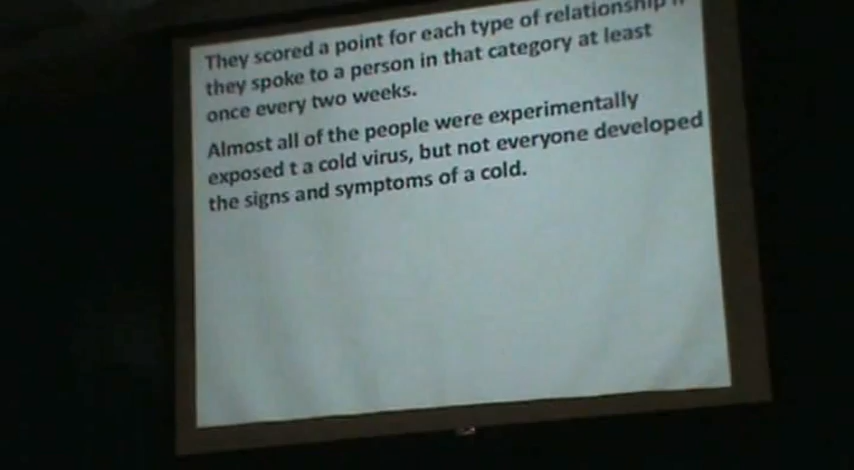 They scored a point for each type of relationship
they spoke to a person in that category at least
once every two weeks.
Almost all of the people were experimentally
exposed t a cold virus, but not everyone developed
the signs and symptoms of a cold.